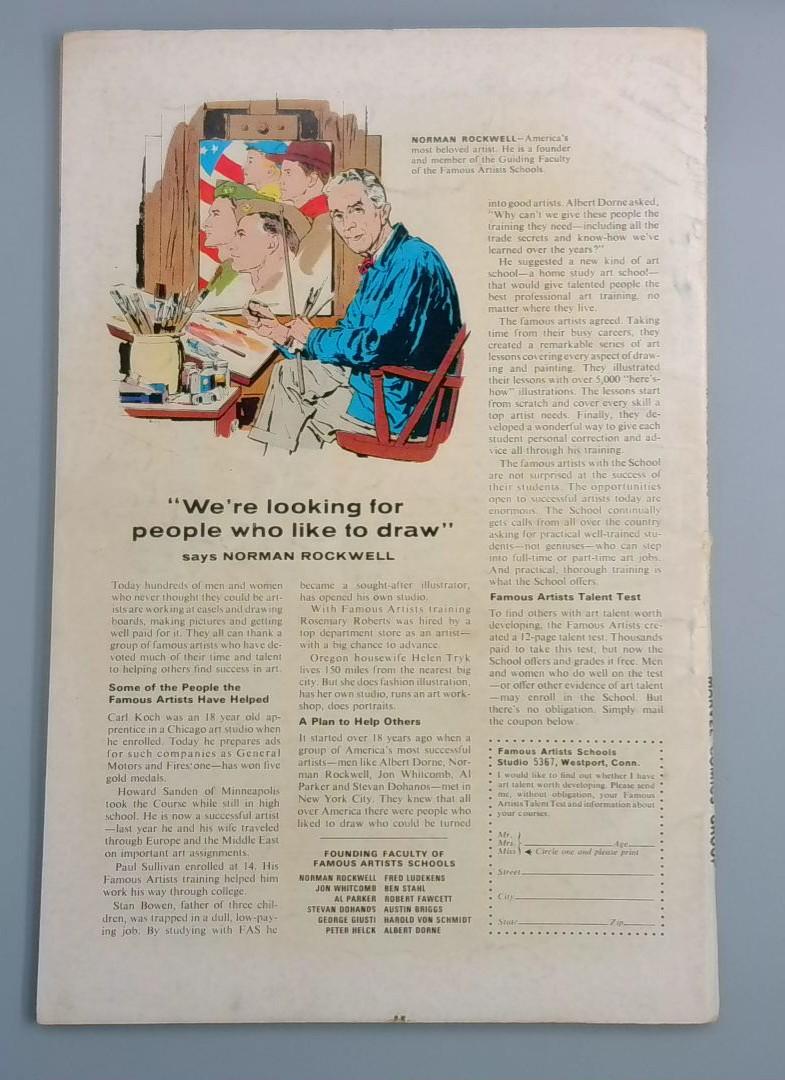 NORMAN ROCKWELL—America's
most beloved artist. He is a founder
and member of the Guiding Faculty
of the Famous Artists Schools.
"We're looking for
people who like to draw"
says NORMAN ROCKWELL
Today hundreds of men and women
who never thought they could be art-
ists are working at easels and drawing
boards, making pictures and getting
well paid for it. They all can thank a
group of famous artists who have de-
voted much of their time and talent
to helping others find success in art.
Some of the People the
Famous Artists Have Helped
Carl Koch was an 18 year old ap-
prentice in a Chicago art studio when
he enrolled. Today he prepares ads
for such companies as General
Motors and Firestone—has won five
gold medals.
Howard Sanden of Minneapolis
took the Course while still in high
school. He is now a successful artist
—last year he and his wife traveled
through Europe and the Middle East
on important art assignments.
Paul Sullivan enrolled at 14. His
Famous Artists training helped him
work his way through college.
Stan Bowen, father of three chil-
dren, was trapped in a dull, low-pay-
ing job. By studying with FAS he
became a sought-after illustrator,
has opened his own studio.
With Famous Artists training
Rosemary Roberts was hired by a
top department store as an artist—
with a big chance to advance.
Oregon housewife Helen Tryk
lives 150 miles from the nearest big
city. But she does fashion illustration,
has her own studio, runs an art work-
shop, does portraits.
A Plan to Help Others
It started over 18 years ago when a
group of America's most successful
artists—men like Albert Dorne, Nor-
man Rockwell, Jon Whitcomb, Al
Parker and Stevan Dohanos—met in
New York City. They knew that all
over America there were people who
liked to draw who could be turned
FOUNDING FACULTY OF
FAMOUS ARTISTS SCHOOLS
NORMAN ROCKWELL FRED LUDEKENS
JON WHITCOMB BEN STAHL
AL PARKER ROBERT FAWCETT
STEVAN DOHANOS AUSTIN BRIGGS
GEORGE GIUSTI HAROLD VON SCHMIDT
PETER HELCK ALBERT DORNE
into good artists. Albert Dorne asked,
"Why can't we give these people the
training they need—including all the
trade secrets and know-how we've
learned over the years?"
He suggested a new kind of art
school—a home study art school—
that would give talented people the
best professional art training, no
matter where they live.
The famous artists agreed. Taking
time from their busy careers, they
created a remarkable series of art
lessons covering every aspect of draw-
ing and painting. They illustrated
their lessons with over 5,000 "here's-
how" illustrations. The lessons start
from scratch and cover every skill a
top artist needs. Finally, they de-
veloped a wonderful way to give each
student personal correction and ad-
vice all through his training.
The famous artists with the School
are not surprised at the success of
their students. The opportunities
open to successful artists today are
enormous. The School continually
gets calls from all over the country
asking for practical well-trained stu-
dents—not geniuses—who can step
into full-time or part-time art jobs.
And practical, thorough training is
what the School offers.
Famous Artists Talent Test
To find others with art talent worth
developing, the Famous Artists cre-
ated a 12-page talent test. Thousands
paid to take this test, but now the
School offers and grades it free. Men
and women who do well on the test
—or offer other evidence of art talent
—may enroll in the School. But
there's no obligation. Simply mail
the coupon below.
Famous Artists Schools
Studio 5367, Westport, Conn.
I would like to find out whether I have
art talent worth developing. Please send
me, without obligation, your Famous
Artists Talent Test and information about
your courses.
Mr.
Mrs. Age
Miss Circle one and please print
Street
City
State Zip
MARVEL COMICS GROUP